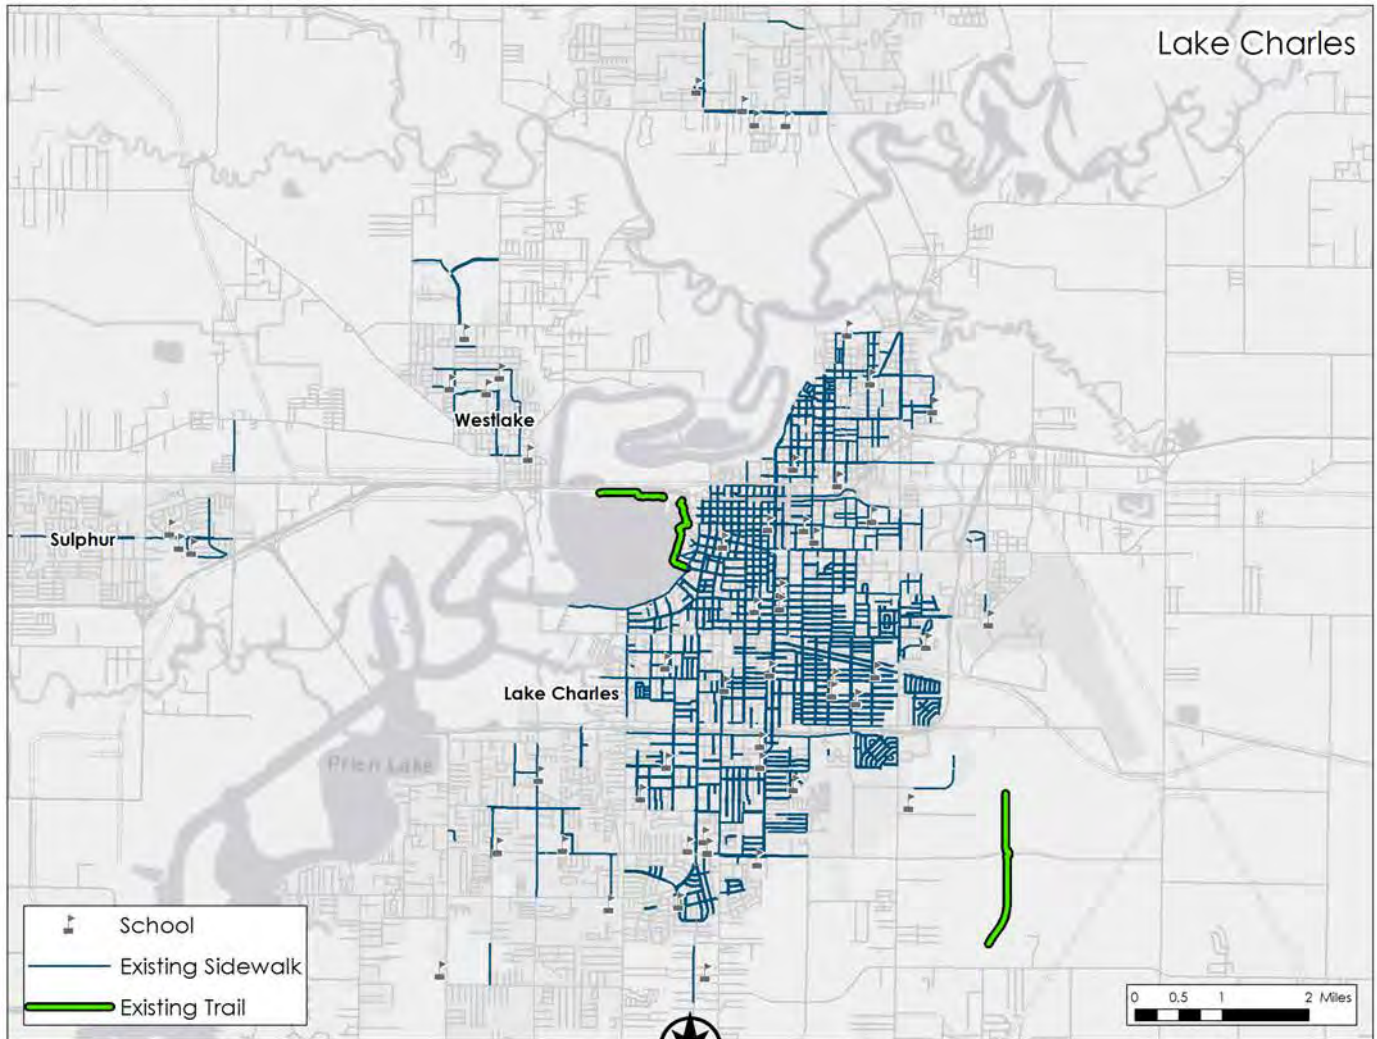 Lake Charles
Westlake
Sulphur
Lake Charles
Prien Lake
School
Existing Sidewalk
Existing Trail
0 0.5 1 2 Miles